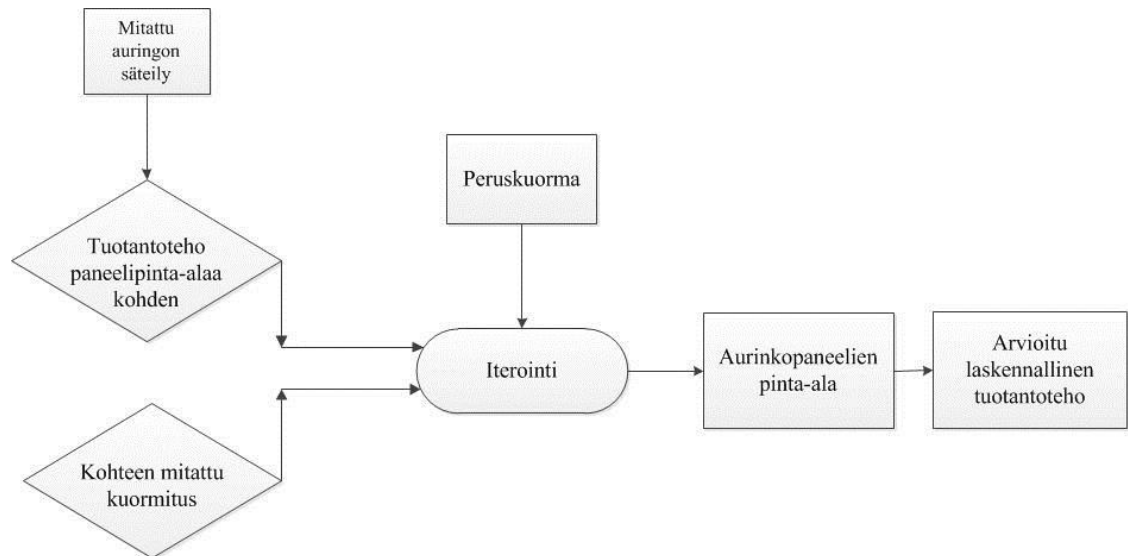 Mitattu
auringon
säteily
Peruskuorma
Tuotantoteho
paneelipinta-alaa
kohden
Iterointi
Aurinkopaneelien
pinta-ala
Arvioitu
laskennallinen
tuotantoteho
Kohteen mitattu
kuormitus